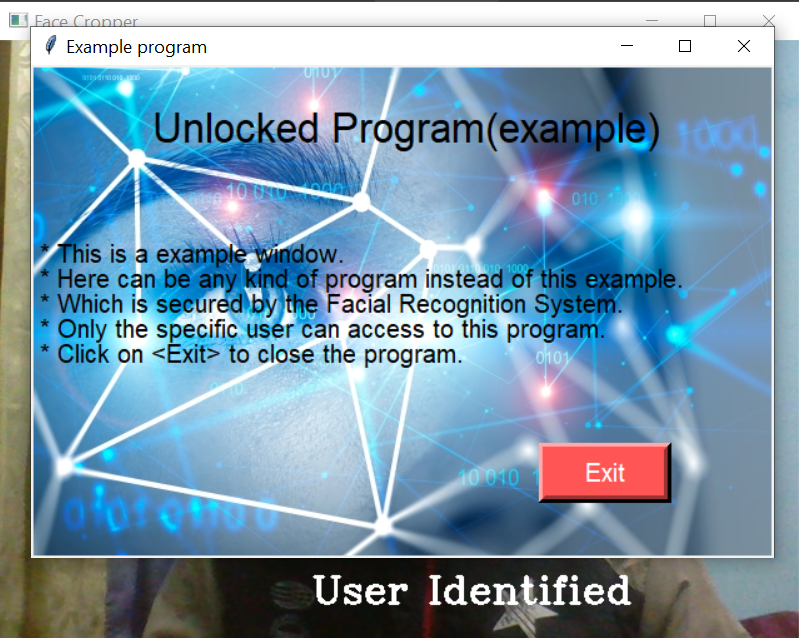 Face Cropper
Example program
Unlocked Program(example)
* This is a example window.
* Here can be any kind of program instead of this example.
* Which is secured by the Facial Recognition System.
* Only the specific user can access to this program.
* Click on <Exit> to close the program.
Exit
User Identified